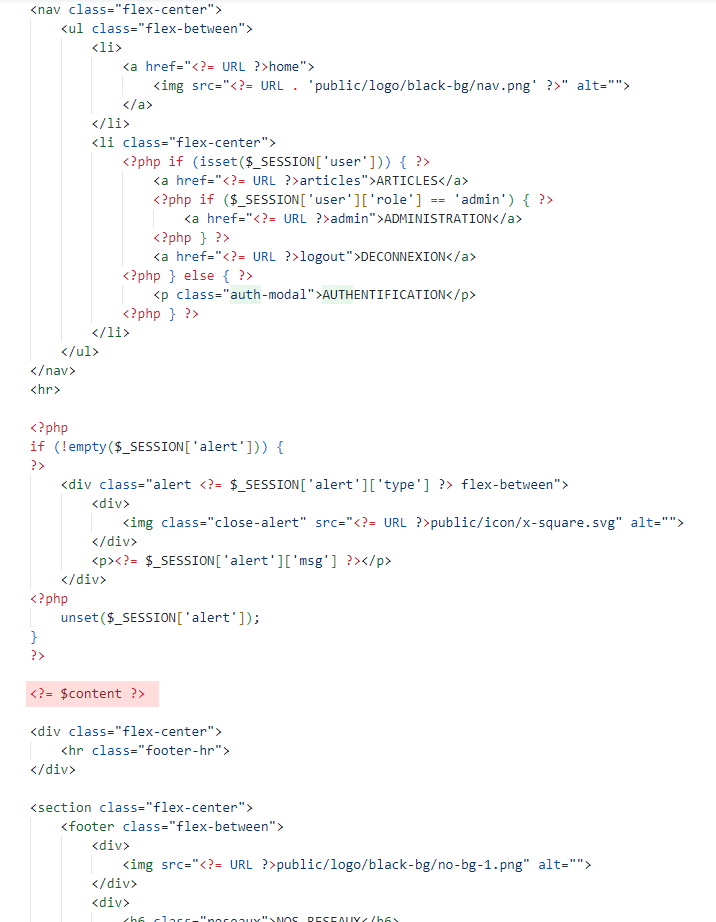 <nav class="flex-center">
<ul class="flex-between">
<li>
<a href="<?= URL ?>home">
<img src="<?= URL . 'public/logo/black-bg/nav.png' ?>" alt="">
</a>
</li>
<li class="flex-center">
<?php if (isset($_SESSION['user'])) { ?>
<a href="<?= URL ?>articles">ARTICLES</a>
<?php if ($_SESSION['user']['role'] == 'admin') { ?>
<a href="<?= URL ?>admin">ADMINISTRATION</a>
<?php } ?>
<a href="<?= URL ?>logout">DECONNEXION</a>
<?php } else { ?>
<p class="auth-modal">AUTHENTIFICATION</p>
<?php } ?>
</li>
</ul>
</nav>
<hr>
<?php
if (!empty($_SESSION['alert'])) {
?>
<div class="alert <?= $_SESSION['alert']['type'] ?> flex-between">
<div>
<img class="close-alert" src="<?= URL ?>public/icon/x-square.svg" alt="">
</div>
<p><?= $_SESSION['alert']['msg'] ?></p>
</div>
<?php
unset($_SESSION['alert']);
}
?>
<?= $content ?>
<div class="flex-center">
<hr class="footer-hr">
</div>
<section class="flex-center">
<footer class="flex-between">
<div>
<img src="<?= URL ?>public/logo/black-bg/no-bg-1.png" alt="">
</div>
<div>
<h6 class="reseaux">NOS RESEAUX</h6>